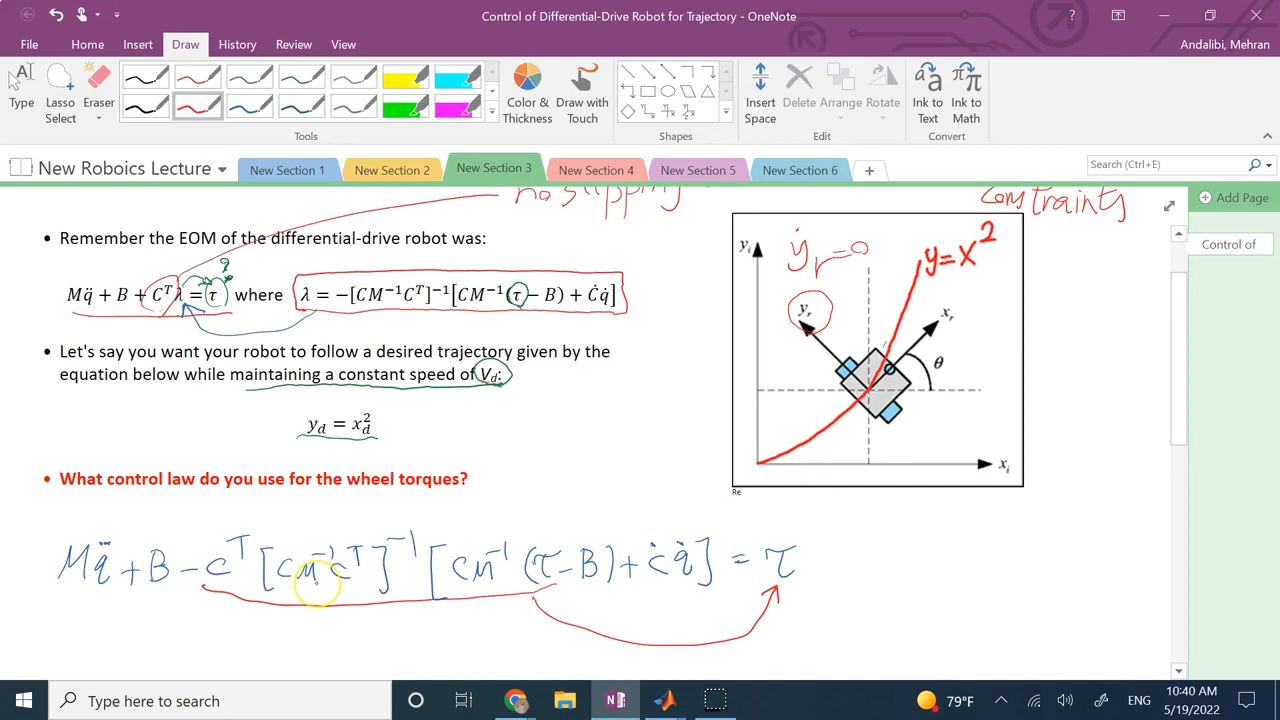 Control of Differential-Drive Robot for Trajectory - OneNote
?
File Home Insert Draw History Review View
Andalibi, Mehran
Type
Lasso Select
Eraser
Color & Thickness
Draw with Touch
Insert Space
Delete
Arrange
Rotate
Ink to Text
Ink to Math
Tools
Shapes
Edit
Convert
New Roboics Lecture
New Section 1
New Section 2
New Section 3
New Section 4
New Section 5
New Section 6
Search (Ctrl+E)
Add Page
Control of
no slipping
constraints
• Remember the EOM of the differential-drive robot was:
Mq̈ + B + Cᵀλ = τ where λ = −[CM⁻¹Cᵀ]⁻¹[CM⁻¹(τ − B) + Ċq̇]
• Let's say you want your robot to follow a desired trajectory given by the
equation below while maintaining a constant speed of V_d:
y_d = x_d²
• What control law do you use for the wheel torques?
y_i
ẏ_r = 0
y = x²
y_r
x_r
θ
x_i
Re
Mq̈ + B − Cᵀ[CM⁻¹Cᵀ]⁻¹[CM⁻¹(τ − B) + Ċq̇] = τ
Type here to search
79°F
ENG
10:40 AM
5/19/2022